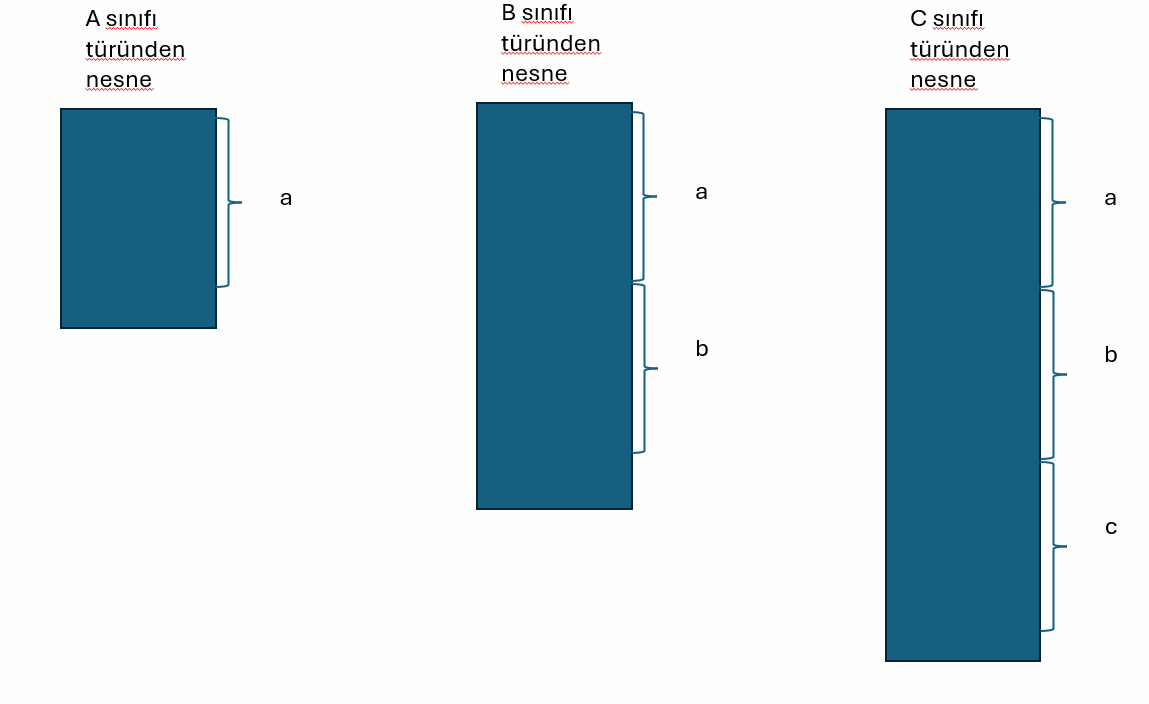 A sınıfı
türünden
nesne
a
B sınıfı
türünden
nesne
a
b
C sınıfı
türünden
nesne
a
b
c